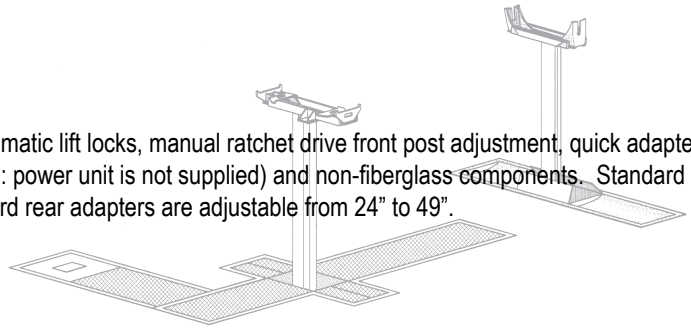 matic lift locks, manual ratchet drive front post adjustment, quick adapte
: power unit is not supplied) and non-fiberglass components.  Standard
rd rear adapters are adjustable from 24” to 49”.